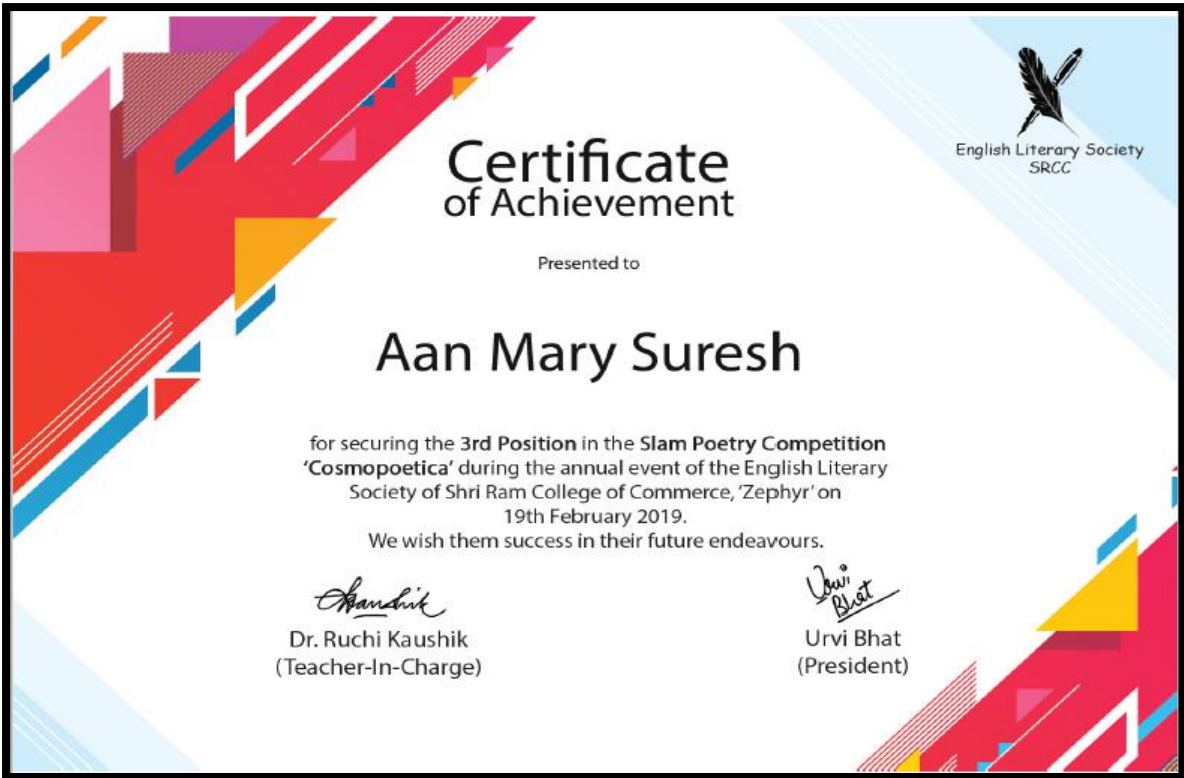 English Literary Society
SRCC
Certificate
of Achievement
Presented to
Aan Mary Suresh
for securing the 3rd Position in the Slam Poetry Competition
‘Cosmopoetica’ during the annual event of the English Literary
Society of Shri Ram College of Commerce, ‘Zephyr’ on
19th February 2019.
We wish them success in their future endeavours.
Urvi
Bhat
Dr. Ruchi Kaushik
(Teacher-In-Charge)
Urvi Bhat
(President)